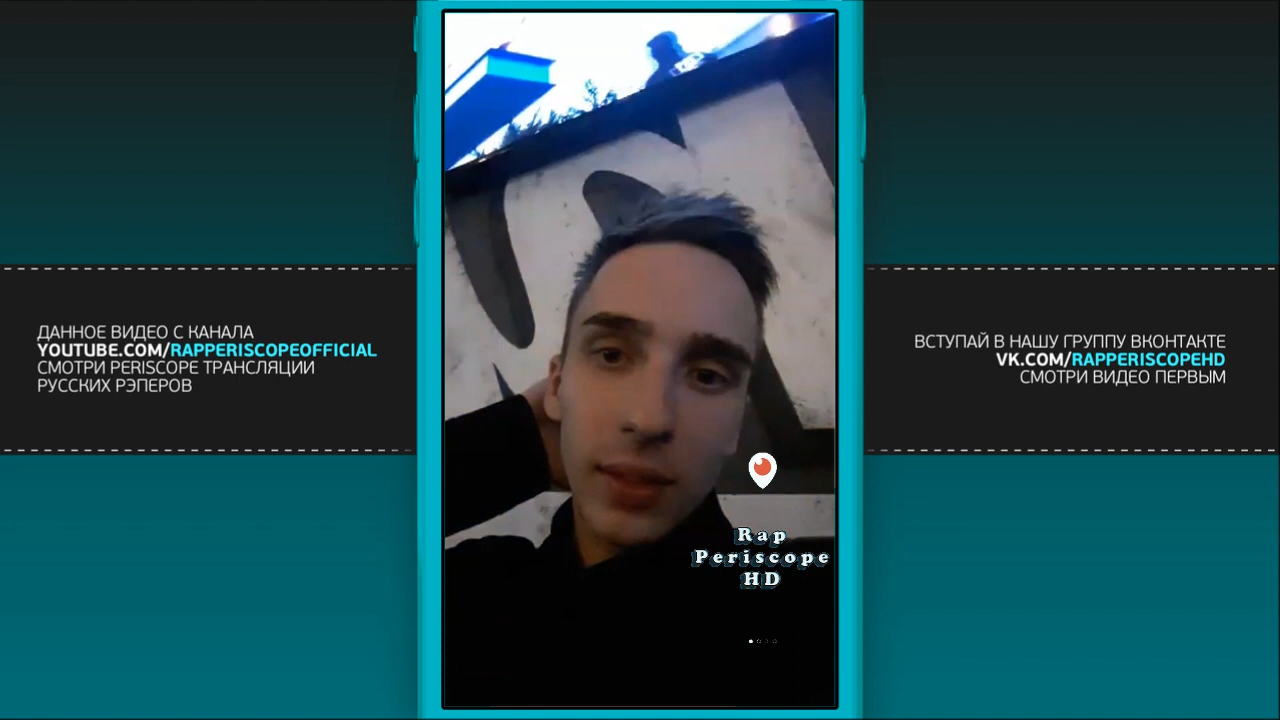 ДАННОЕ ВИДЕО С КАНАЛА
YOUTUBE.COM/RAPPERISCOPEOFFICIAL
СМОТРИ PERISCOPE ТРАНСЛЯЦИИ
РУССКИХ РЭПЕРОВ
Rap
Periscope
HD
ВСТУПАЙ В НАШУ ГРУППУ ВКОНТАКТЕ
VK.COM/RAPPERISCOPEHD
СМОТРИ ВИДЕО ПЕРВЫМ